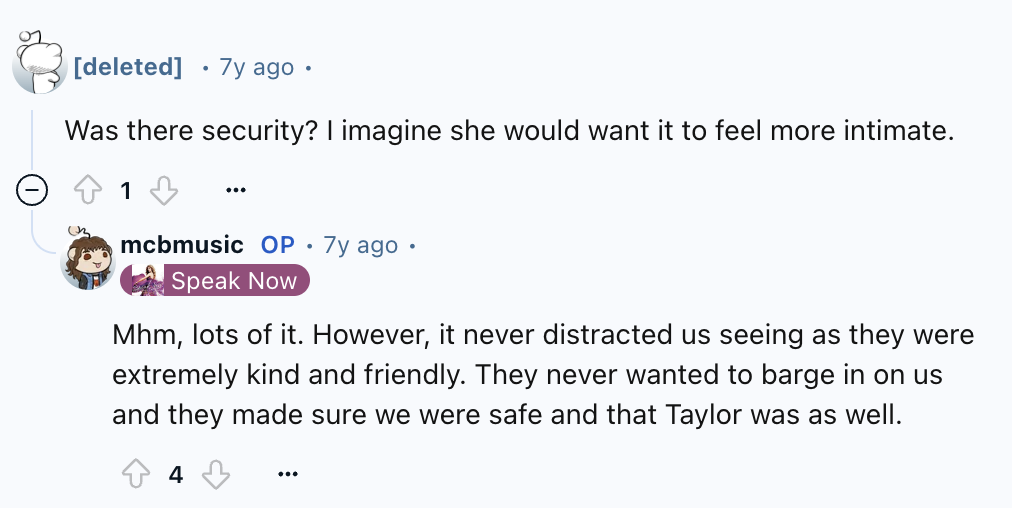 [deleted] • 7y ago •
Was there security? I imagine she would want it to feel more intimate.
1
mcbmusic OP • 7y ago •
Speak Now
Mhm, lots of it. However, it never distracted us seeing as they were
extremely kind and friendly. They never wanted to barge in on us
and they made sure we were safe and that Taylor was as well.
4